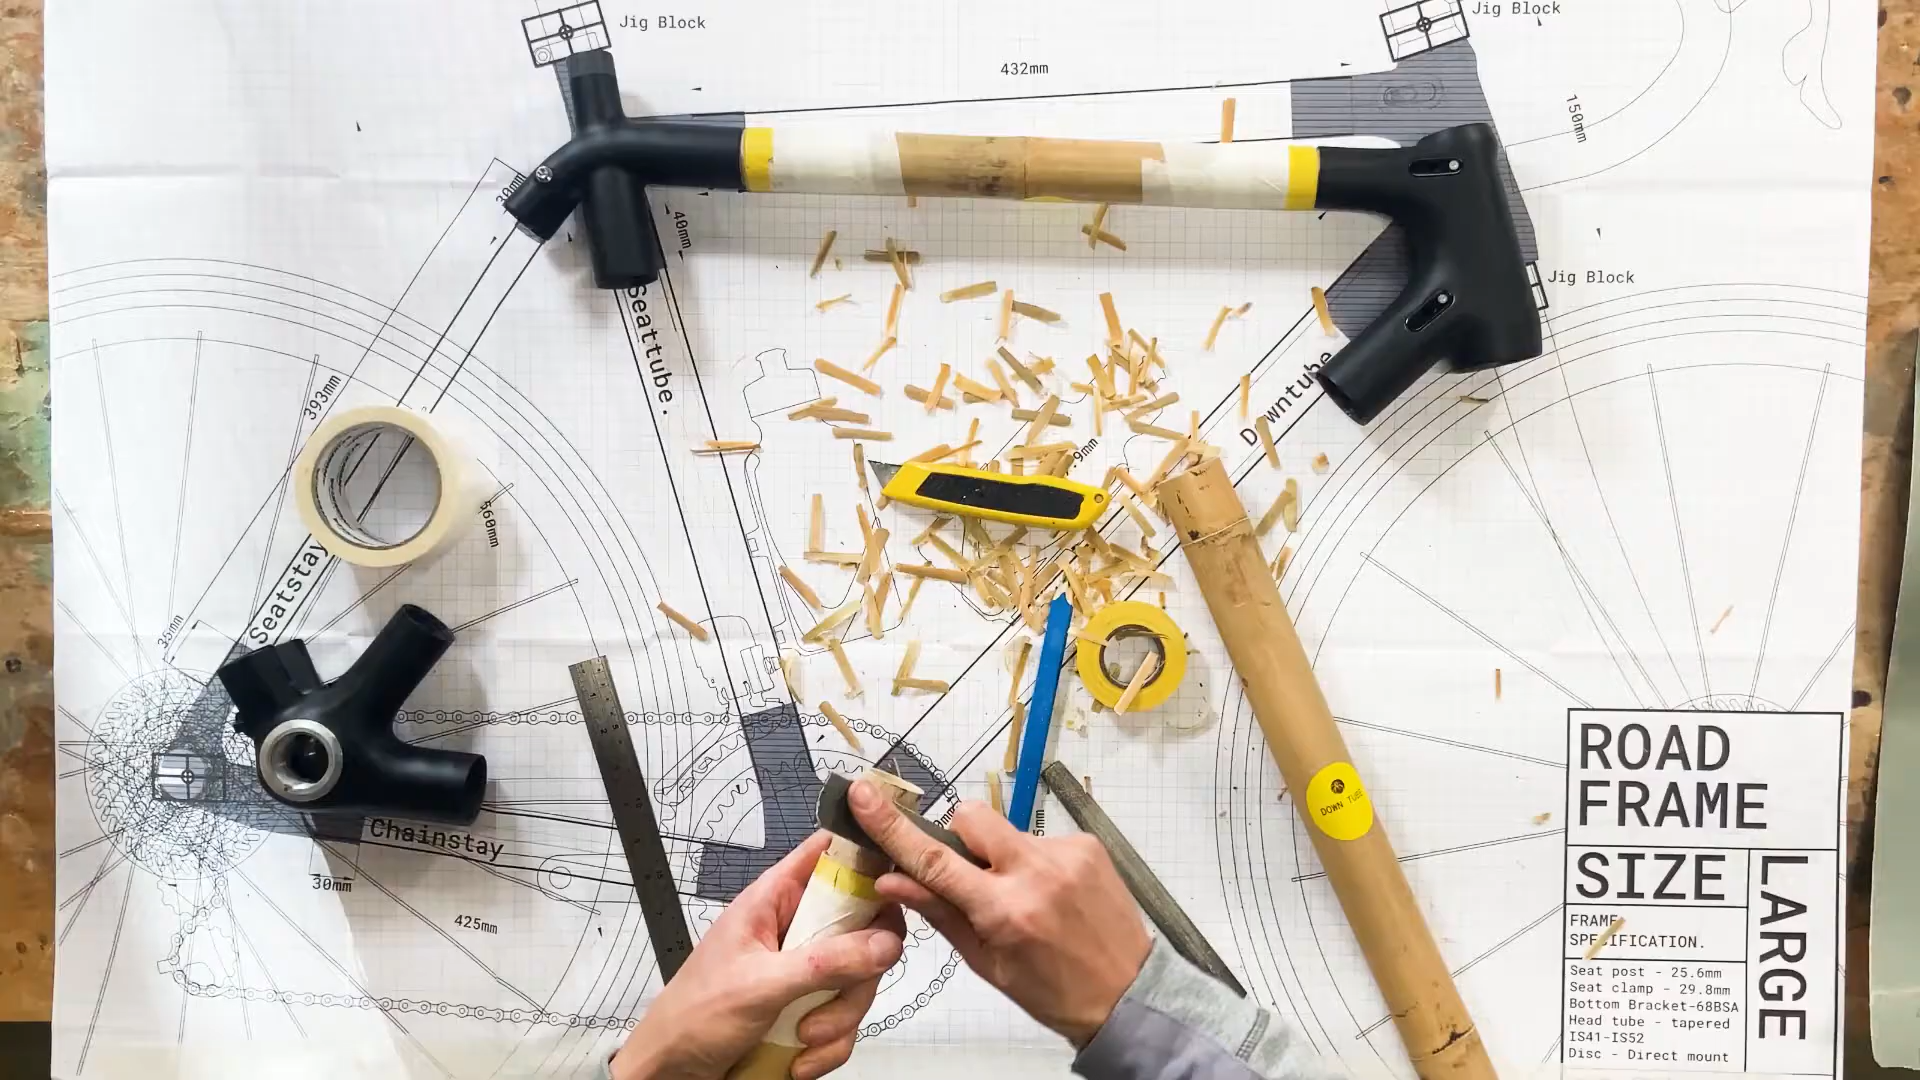 Jig Block
Jig Block
432mm
150mm
30mm
40mm
Jig Block
Seattube.
Downtube
393mm
560mm
Seatstay
35mm
Chainstay
30mm
425mm
DOWN TUBE
ROAD
FRAME
SIZE
LARGE
FRAME
SPECIFICATION.
Seat post - 25.6mm
Seat clamp - 29.8mm
Bottom Bracket-68BSA
Head tube - tapered
IS41-IS52
Disc - Direct mount